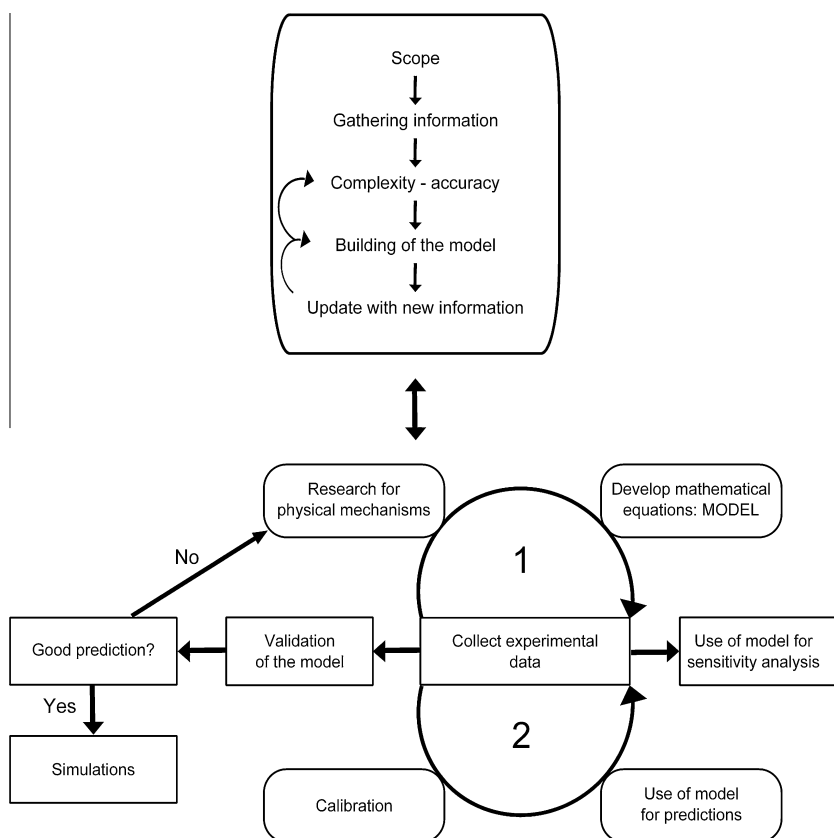 Scope
Gathering information
Complexity - accuracy
Building of the model
Update with new information
Research for
physical mechanisms
Develop mathematical
equations: MODEL
No
1
Good prediction?
Validation
of the model
Collect experimental
data
Use of model for
sensitivity analysis
Yes
2
Simulations
Calibration
Use of model
for predictions